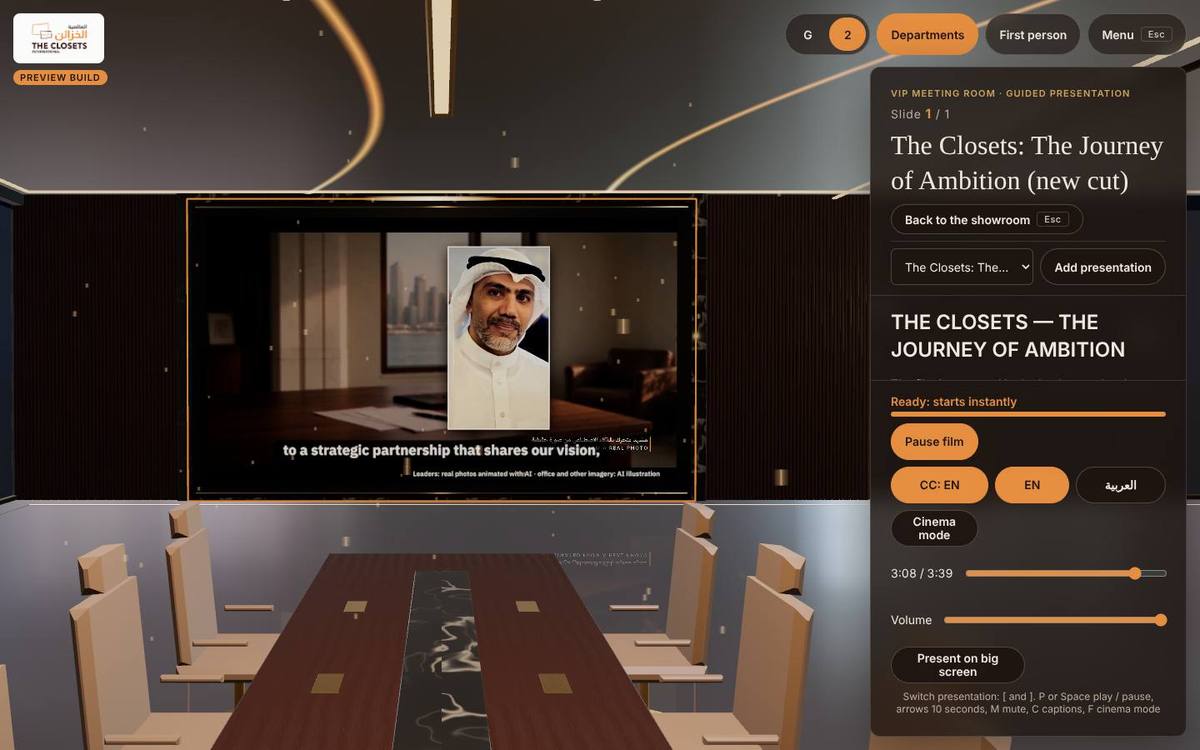 العالمية
الخزائن
THE CLOSETS
INTERNATIONAL
PREVIEW BUILD
G
2
Departments
First person
Menu Esc
VIP MEETING ROOM · GUIDED PRESENTATION
Slide 1 / 1
The Closets: The Journey
of Ambition (new cut)
Back to the showroom Esc
The Closets: The...
Add presentation
THE CLOSETS — THE
JOURNEY OF AMBITION
Ready: starts instantly
Pause film
CC: EN
EN
العربية
Cinema
mode
3:08 / 3:39
Volume
Present on big
screen
Switch presentation: [ and ]. P or Space play / pause,
arrows 10 seconds, M mute, C captions, F cinema mode
REAL PHOTO
to a strategic partnership that shares our vision,
Leaders: real photos animated with AI · office and other imagery: AI illustration